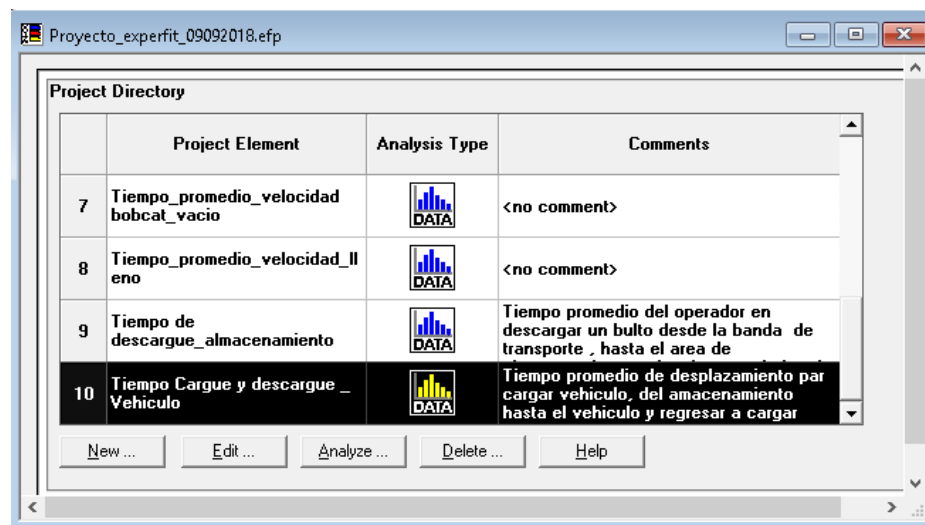 Proyecto_experfit_09092018.efp
Project Directory
Project Element Analysis Type Comments
7 Tiempo_promedio_velocidad
bobcat_vacio
DATA
<no comment>
8 Tiempo_promedio_velocidad_ll
eno
DATA
<no comment>
9 Tiempo de
descargue_almacenamiento
DATA
Tiempo promedio del operador en
descargar un bulto desde la banda de
transporte , hasta el area de
10 Tiempo Cargue y descargue _
Vehiculo
DATA
Tiempo promedio de desplazamiento par
cargar vehiculo, del amacenamiento
hasta el vehiculo y regresar a cargar
New ... Edit ... Analyze ... Delete ... Help